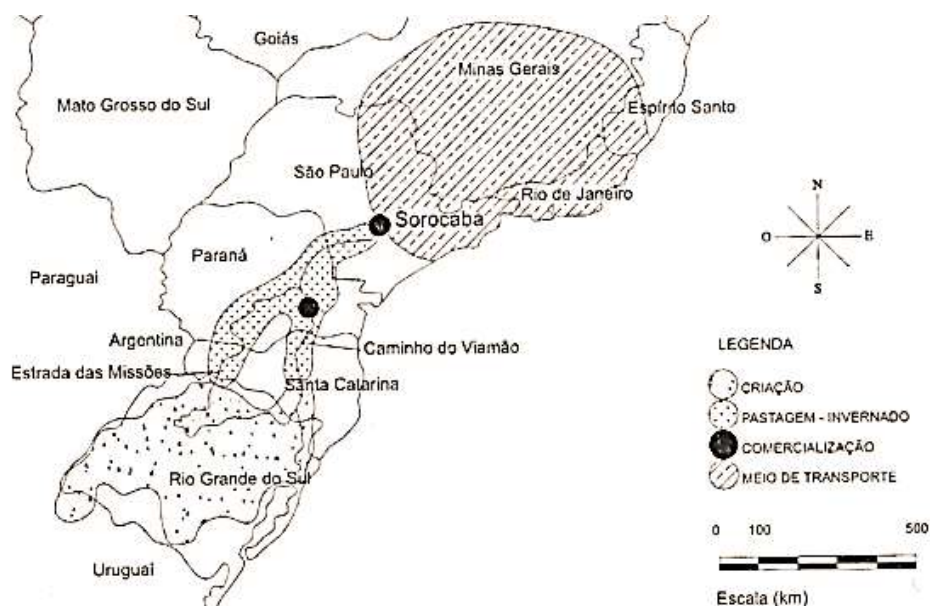 Goiás
Minas Gerais
Mato Grosso do Sul
Espírito Santo
São Paulo
Rio de Janeiro
N
Sorocaba
O
E
S
Paraná
Paraguai
Argentina
Caminho do Viamão
LEGENDA
Estrada das Missões
Santa Catarina
CRIAÇÃO
PASTAGEM - INVERNADO
COMERCIALIZAÇÃO
Rio Grande do Sul
MEIO DE TRANSPORTE
0 100 500
Uruguai
Escala (km)